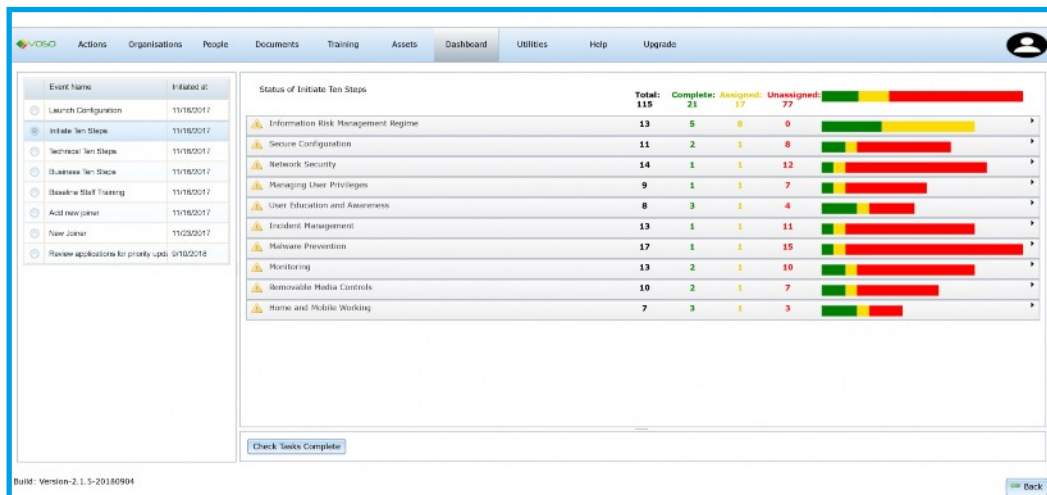 VOSO Actions Organisations People Documents Training Assets Dashboard Utilities Help Upgrade
Event Name Initiated at
Launch Configuration 11/16/2017
Initiate Ten Steps 11/16/2017
Technical Ten Steps 11/16/2017
Business Ten Steps 11/16/2017
Baseline Staff Training 11/16/2017
Add new joiner 11/16/2017
New Joiner 11/23/2017
Review applications for priority upda 9/10/2018
Status of Initiate Ten Steps
Total: Complete: Assigned: Unassigned:
115 21 17 77
Information Risk Management Regime 13 5 8 0
Secure Configuration 11 2 1 8
Network Security 14 1 1 12
Managing User Privileges 9 1 1 7
User Education and Awareness 8 3 1 4
Incident Management 13 1 1 11
Malware Prevention 17 1 1 15
Monitoring 13 2 1 10
Removable Media Controls 10 2 1 7
Home and Mobile Working 7 3 1 3
Check Tasks Complete
Build: Version-2.1.5-20180904
Back